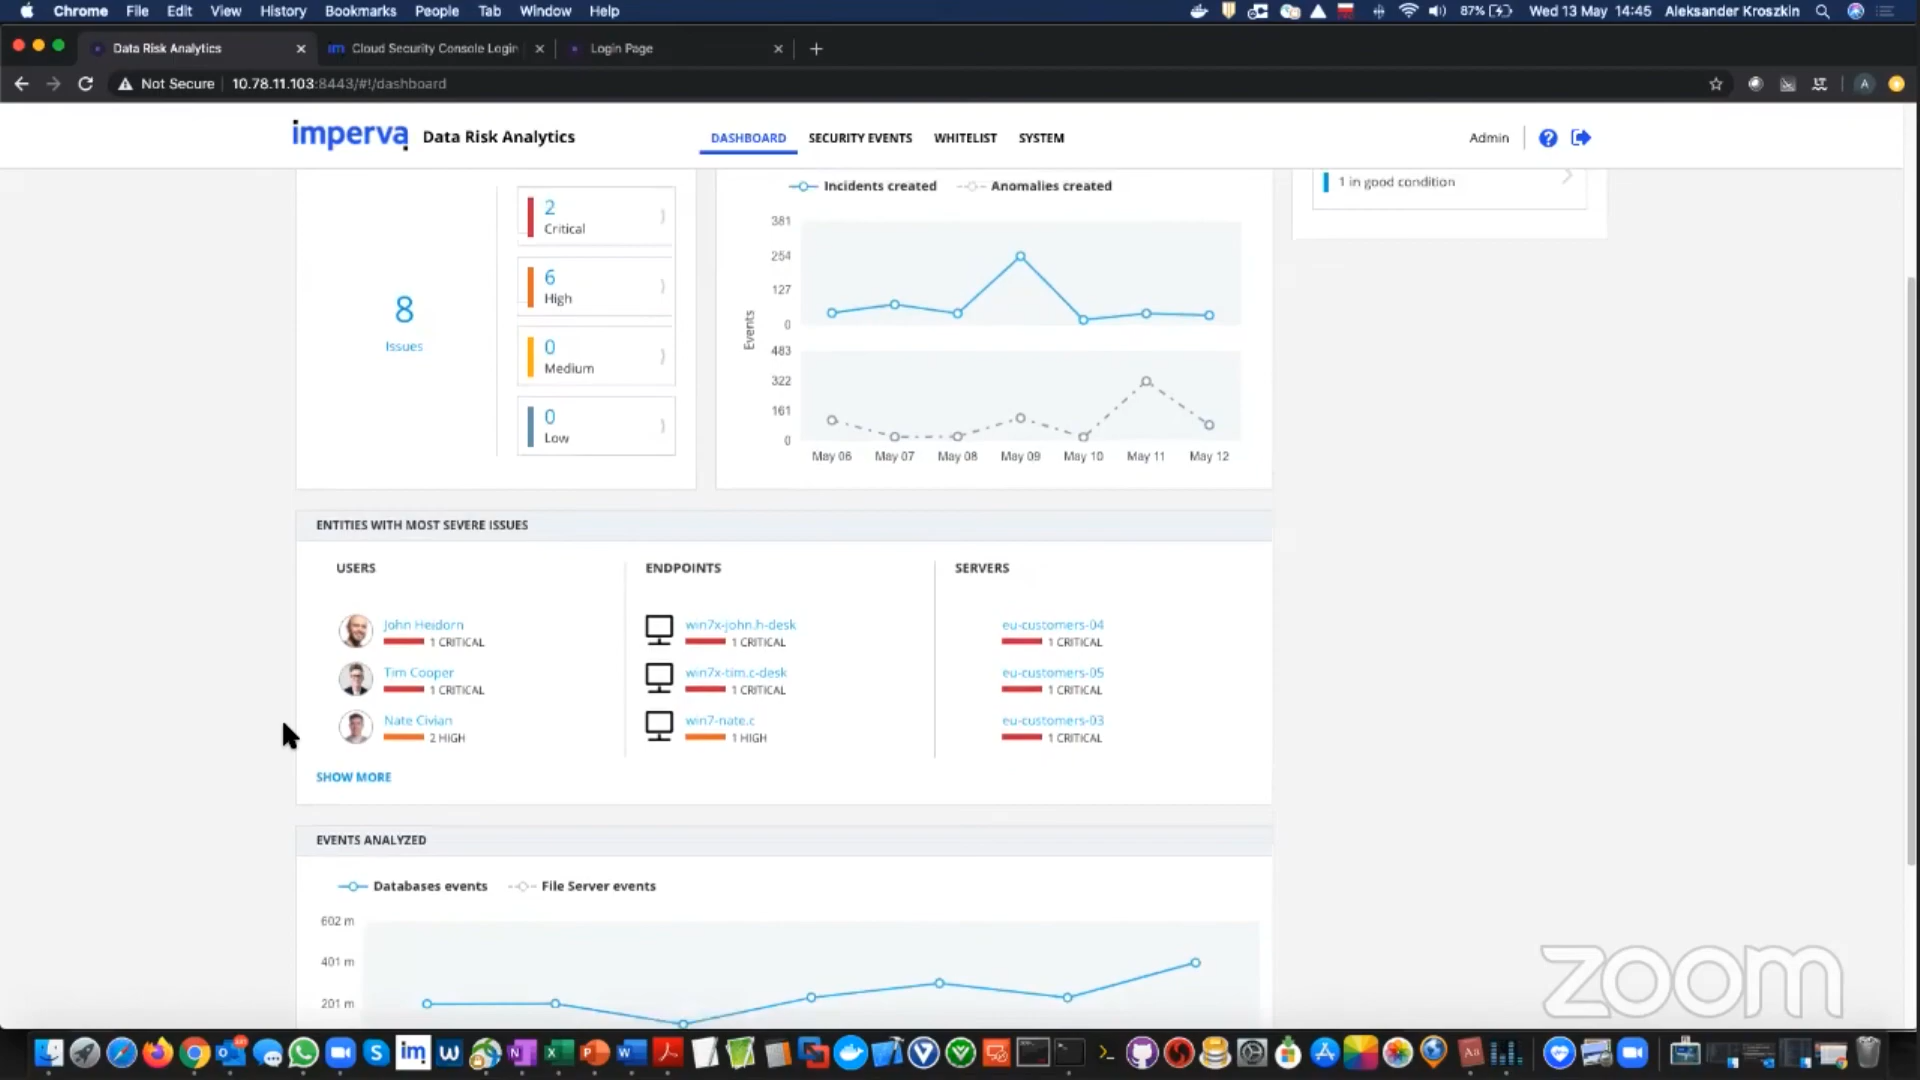 Chrome File Edit View History Bookmarks People Tab Window Help
87% Wed 13 May 14:45 Aleksander Kroszkin
Data Risk Analytics
im Cloud Security Console Login
Login Page
Not Secure 10.78.11.103:8443/#!/dashboard
imperva Data Risk Analytics
DASHBOARD SECURITY EVENTS WHITELIST SYSTEM
Admin
8
Issues
2
Critical
6
High
0
Medium
0
Low
Incidents created Anomalies created
Events
381
254
127
0
483
322
161
0
May 06 May 07 May 08 May 09 May 10 May 11 May 12
1 in good condition
ENTITIES WITH MOST SEVERE ISSUES
USERS
John Heidorn
1 CRITICAL
Tim Cooper
1 CRITICAL
Nate Civian
2 HIGH
ENDPOINTS
win7x-john.h-desk
1 CRITICAL
win7x-tim.c-desk
1 CRITICAL
win7-nate.c
1 HIGH
SERVERS
eu-customers-04
1 CRITICAL
eu-customers-05
1 CRITICAL
eu-customers-03
1 CRITICAL
SHOW MORE
EVENTS ANALYZED
Databases events File Server events
602 m
401 m
201 m
zoom